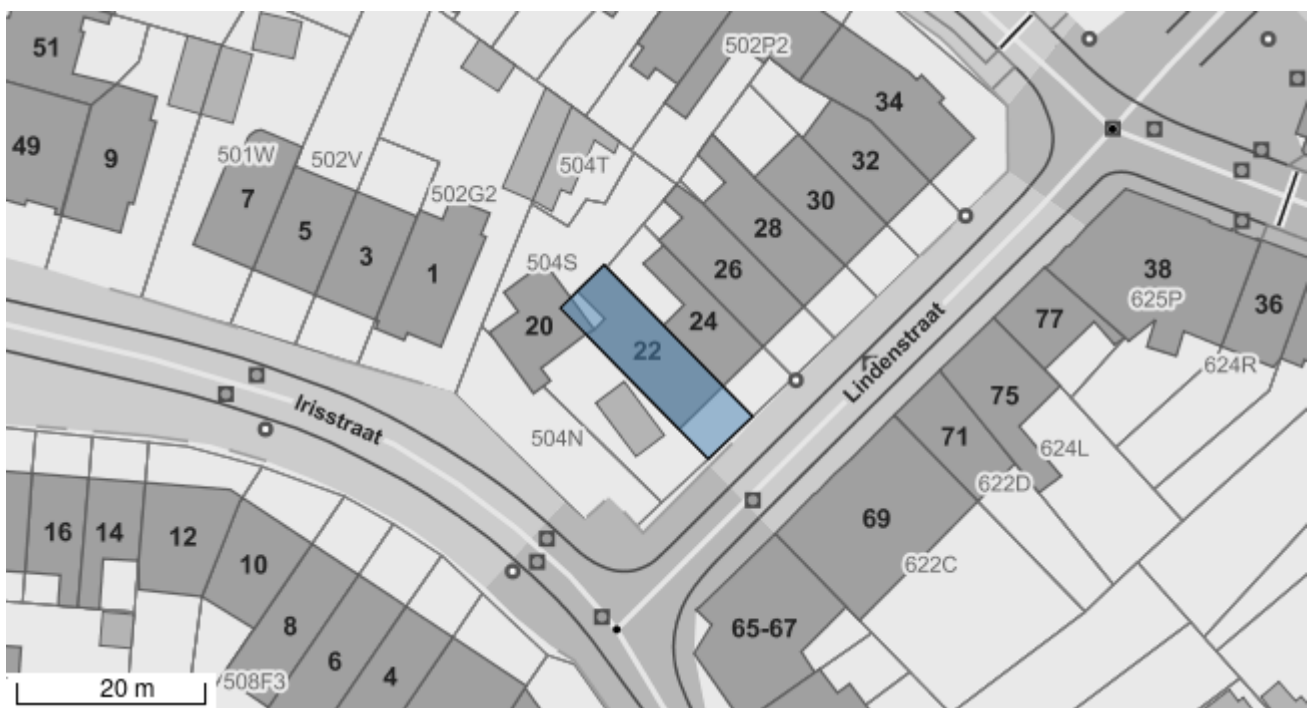 51
502P2
34
49
9
501W
502V
504T
32
7
502G2
30
5
28
3
1
504S
26
38
625P
36
20
24
77
22
Lindenstraat
624R
75
Irisstraat
71
504N
624L
622D
69
16
14
12
10
622C
8
65-67
6
4
508F3
20 m